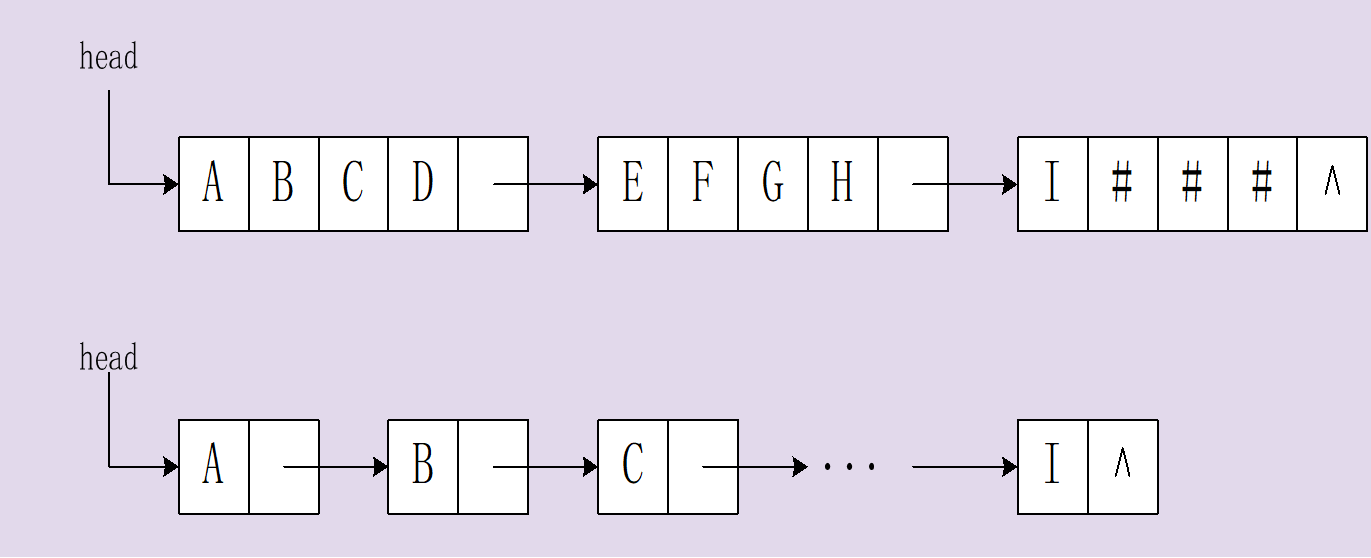 head
A B C D E F G H I # # # ∧
head
A B C ··· I ∧